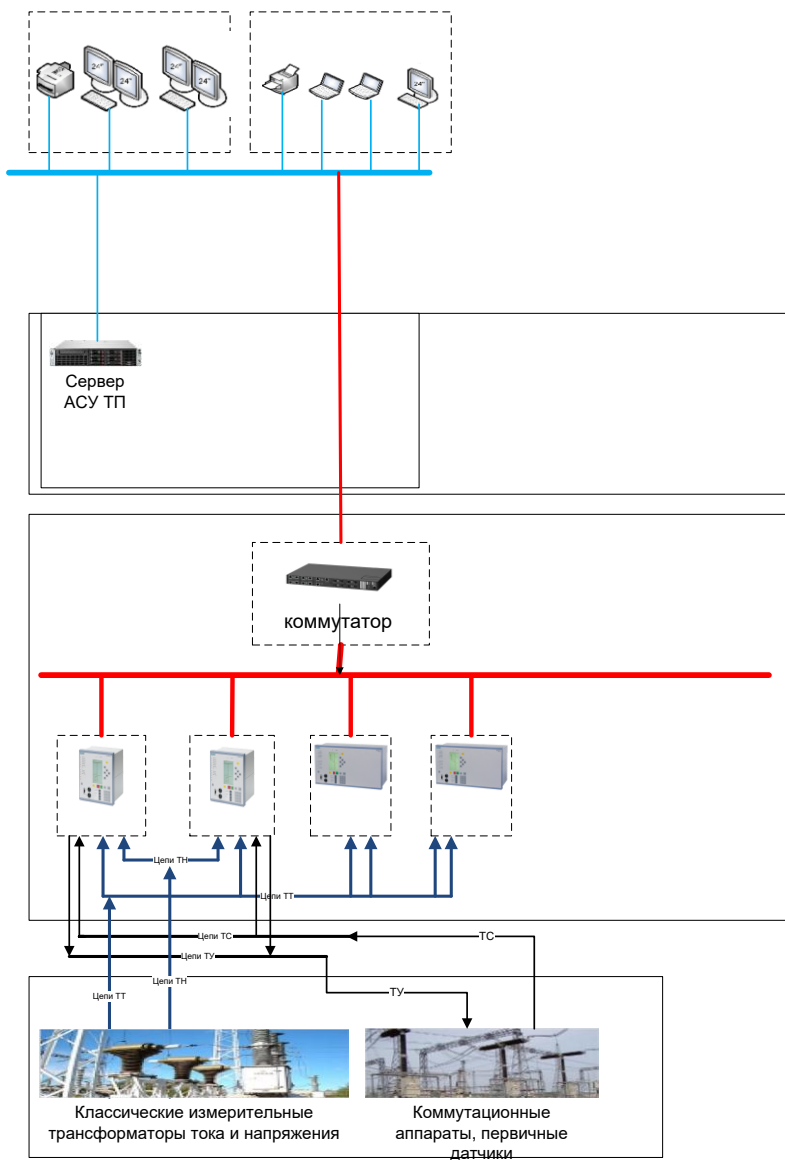 24"
24"
24"
24"
24"
Сервер
АСУ ТП
коммутатор
Цепи ТН
Цепи ТТ
Цепи ТС
ТС
Цепи ТУ
Цепи ТН
ТУ
Цепи ТТ
Классические измерительные
трансформаторы тока и напряжения
Коммутационные
аппараты, первичные
датчики